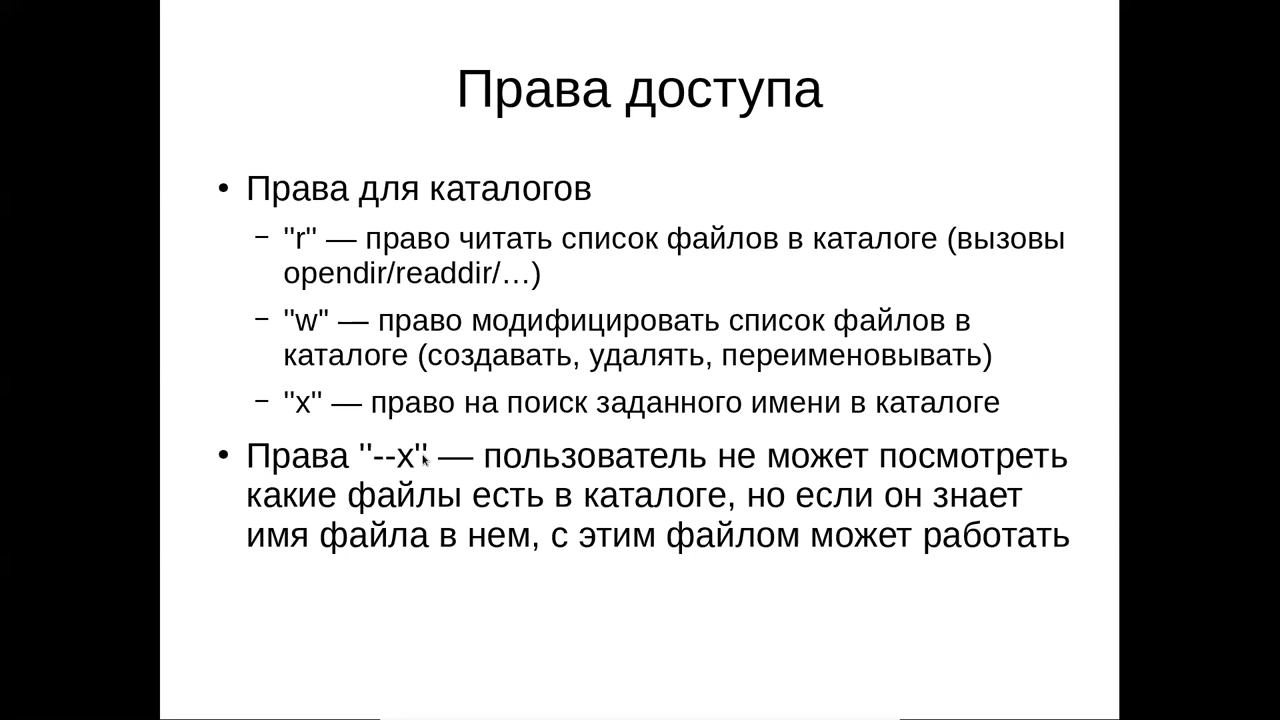 Права доступа
• Права для каталогов
– "r" — право читать список файлов в каталоге (вызовы
opendir/readdir/…)
– "w" — право модифицировать список файлов в
каталоге (создавать, удалять, переименовывать)
– "x" — право на поиск заданного имени в каталоге
• Права "--x" — пользователь не может посмотреть
какие файлы есть в каталоге, но если он знает
имя файла в нем, с этим файлом может работать